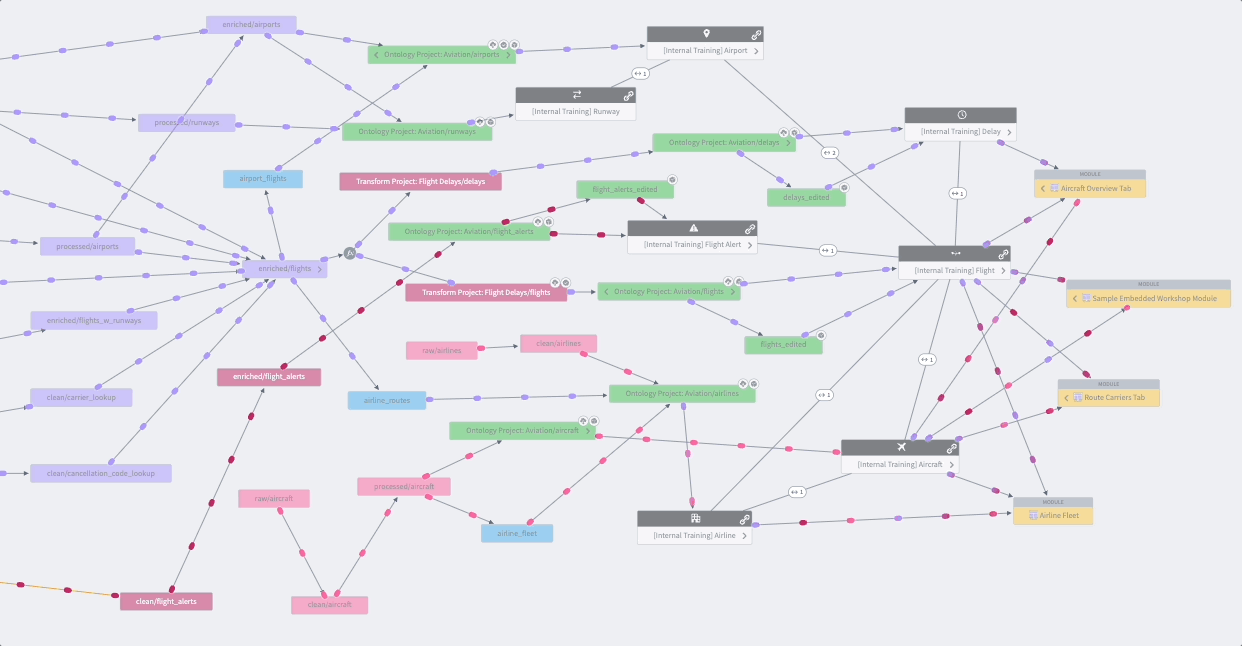 enriched/airports
[Internal Training] Airport
Ontology Project: Aviation/airports
↔ 1
[Internal Training] Runway
processed/runways
Ontology Project: Aviation/runways
[Internal Training] Delay
Ontology Project: Aviation/delays
↔ 2
airport_flights
Transform Project: Flight Delays/delays
flight_alerts_edited
delays_edited
↔ 1
MODULE
Aircraft Overview Tab
Ontology Project: Aviation/flight_alerts
[Internal Training] Flight Alert
↔ 1
processed/airports
enriched/flights
[Internal Training] Flight
Transform Project: Flight Delays/flights
Ontology Project: Aviation/flights
MODULE
Sample Embedded Workshop Module
enriched/flights_w_runways
raw/airlines
clean/airlines
flights_edited
↔ 1
enriched/flight_alerts
clean/carrier_lookup
airline_routes
Ontology Project: Aviation/airlines
↔ 1
MODULE
Route Carriers Tab
Ontology Project: Aviation/aircraft
[Internal Training] Aircraft
clean/cancellation_code_lookup
raw/aircraft
processed/aircraft
↔ 1
MODULE
Airline Fleet
airline_fleet
[Internal Training] Airline
clean/flight_alerts
clean/aircraft